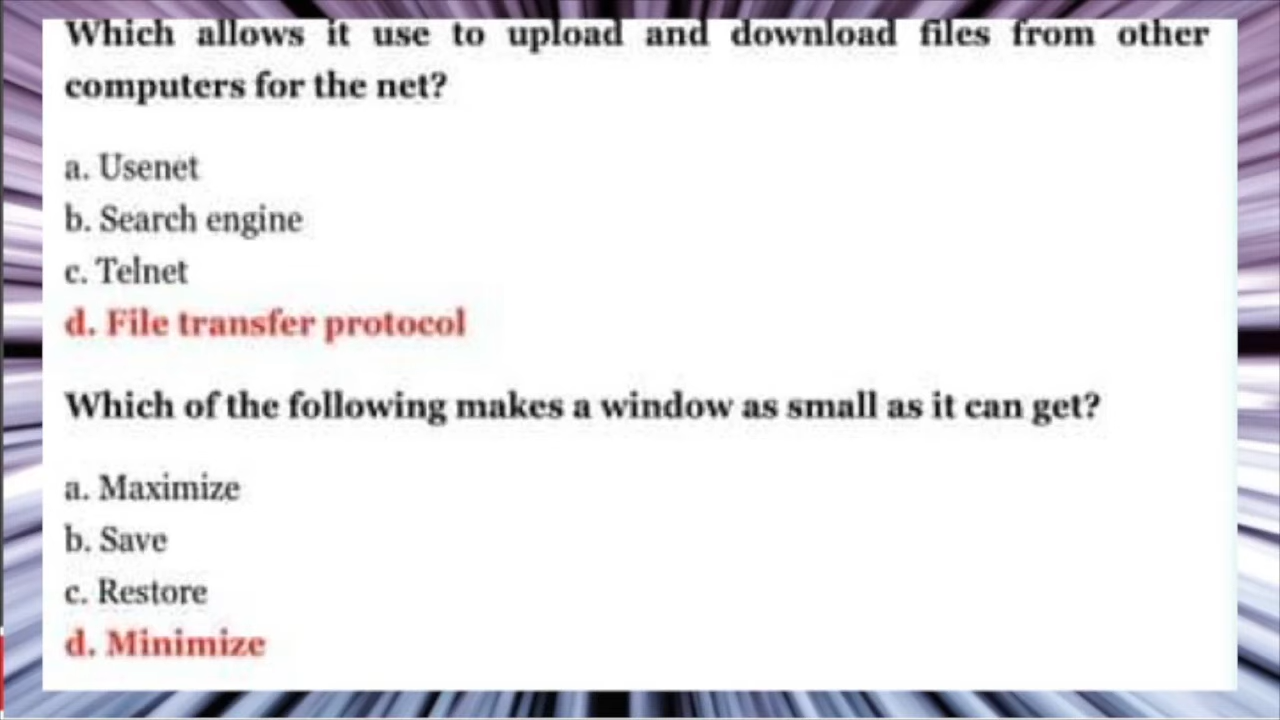 Which allows it use to upload and download files from other
computers for the net?
a. Usenet
b. Search engine
c. Telnet
d. File transfer protocol
Which of the following makes a window as small as it can get?
a. Maximize
b. Save
c. Restore
d. Minimize